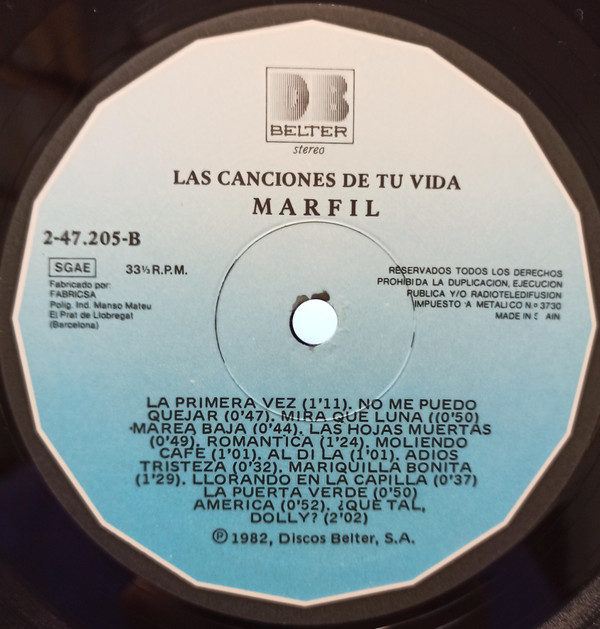 DB
BELTER
stereo
LAS CANCIONES DE TU VIDA
MARFIL
2-47.205-B
SGAE 33⅓ R.P.M.
Fabricado por:
FABRICSA
Polig. Ind. Manso Mateu
El Prat de Llobregat
(Barcelona)
RESERVADOS TODOS LOS DERECHOS
PROHIBIDA LA DUPLICACION, EJECUCION
PUBLICA Y/O RADIOTELEDIFUSION
IMPUESTO A METALICO N.º 3730
MADE IN S AIN
LA PRIMERA VEZ (1'11). NO ME PUEDO
QUEJAR (0'47). MIRA QUE LUNA ((0'50)
MAREA BAJA (0'44). LAS HOJAS MUERTAS
(0'49). ROMANTICA (1'24). MOLIENDO
CAFE (1'01). AL DI LA (1'01). ADIOS
TRISTEZA (0'32). MARIQUILLA BONITA
(1'29). LLORANDO EN LA CAPILLA (0'37)
LA PUERTA VERDE (0'50)
AMERICA (0'52). ¿QUE TAL,
DOLLY? (2'02)
Ⓟ 1982, Discos Belter, S.A.